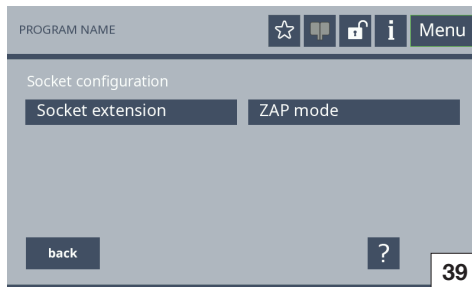 PROGRAM NAME
i Menu
Socket configuration
Socket extension ZAP mode
back ?
39